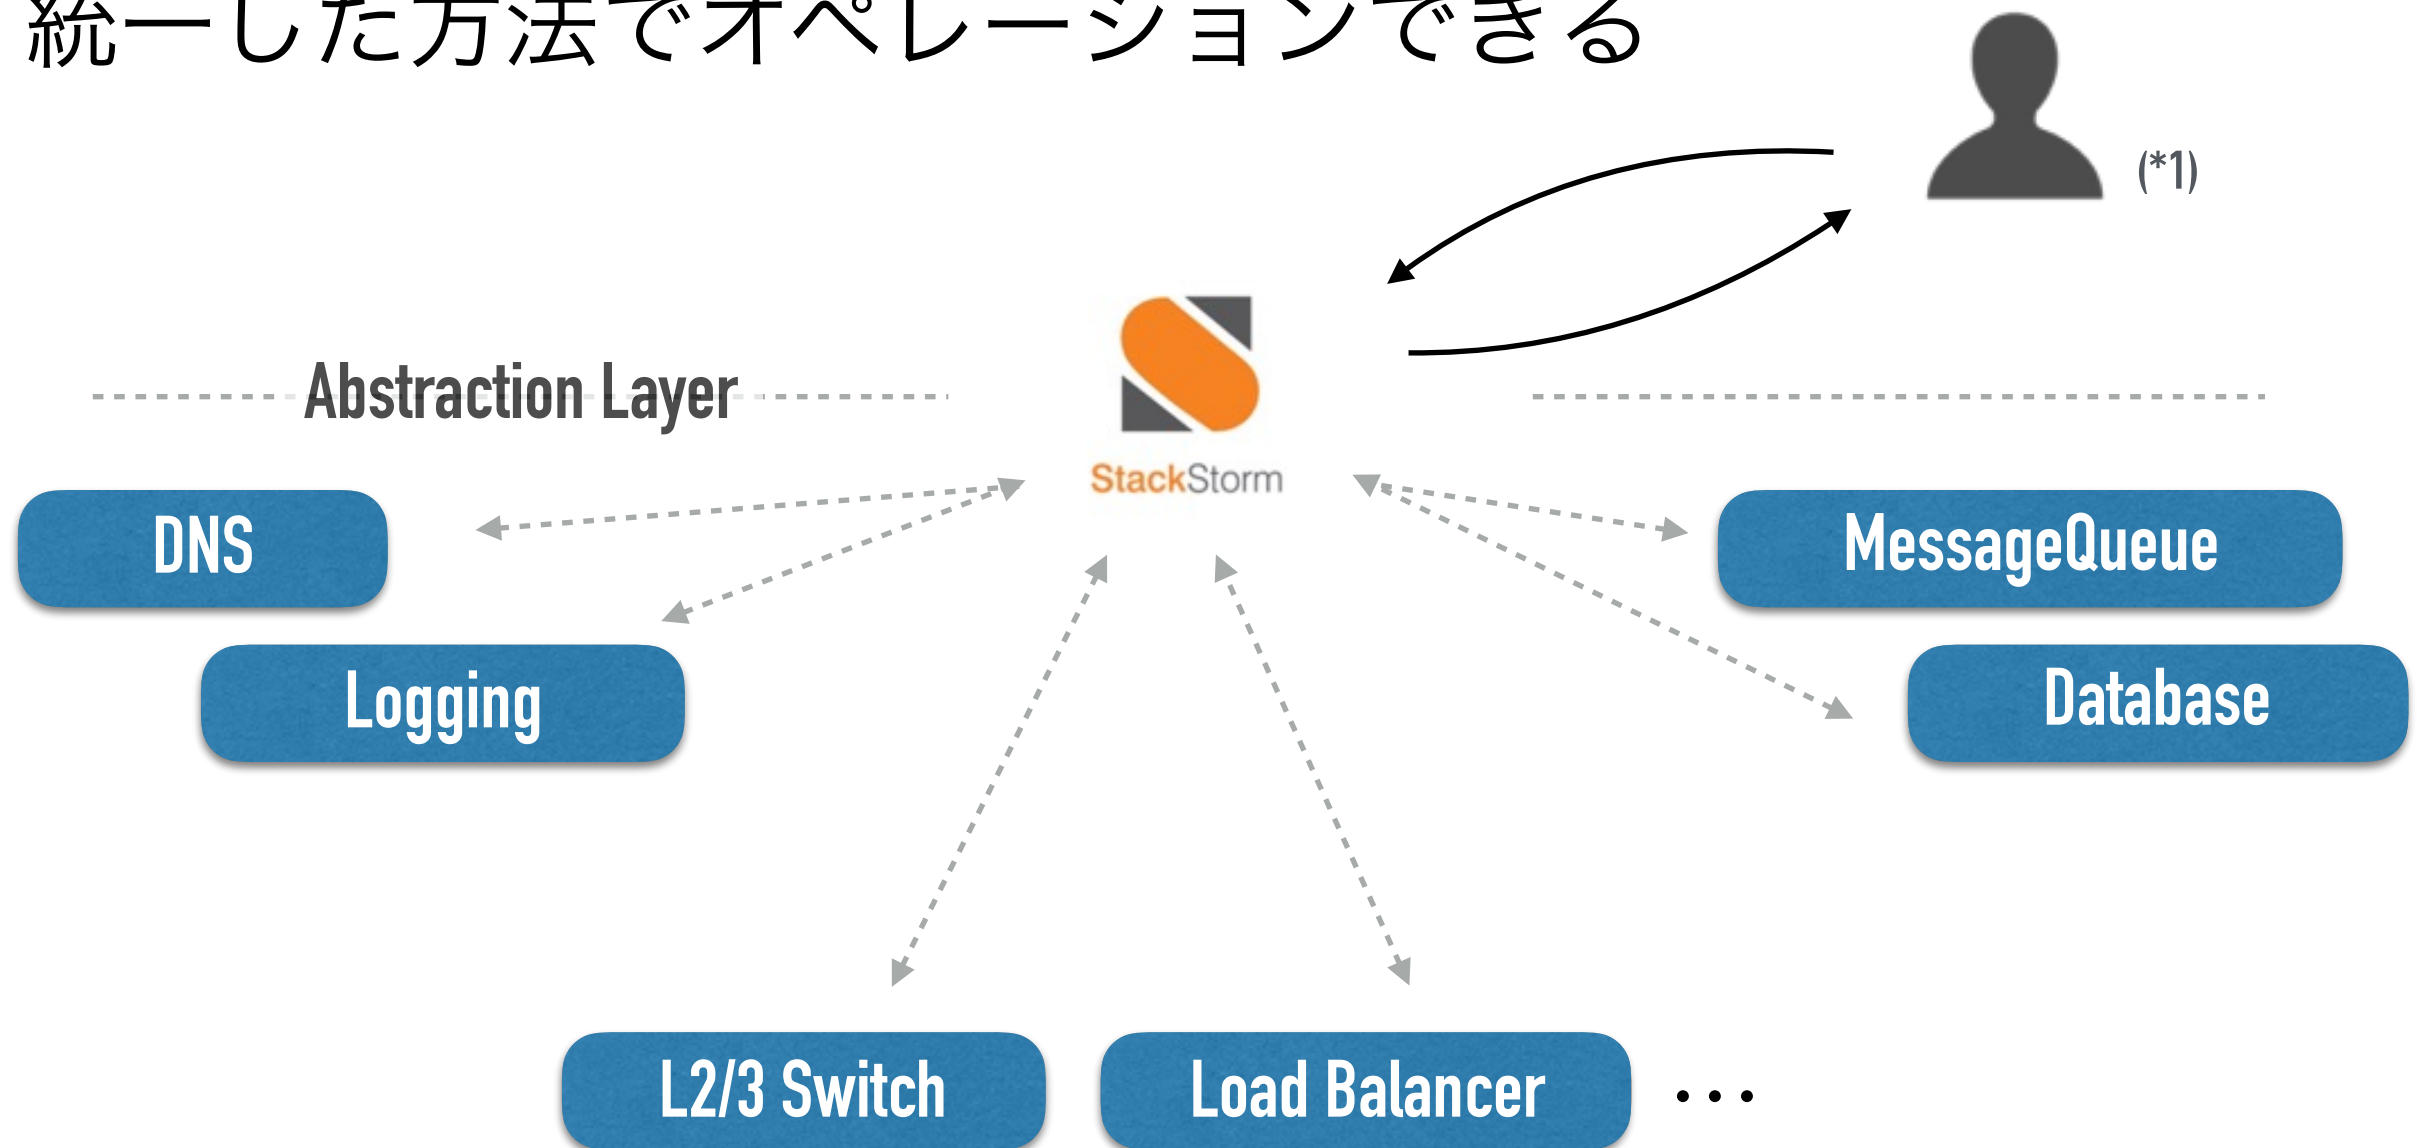 統一した方法でオペレーションできる
(*1)
Abstraction Layer
StackStorm
DNS
MessageQueue
Logging
Database
L2/3 Switch
Load Balancer
...